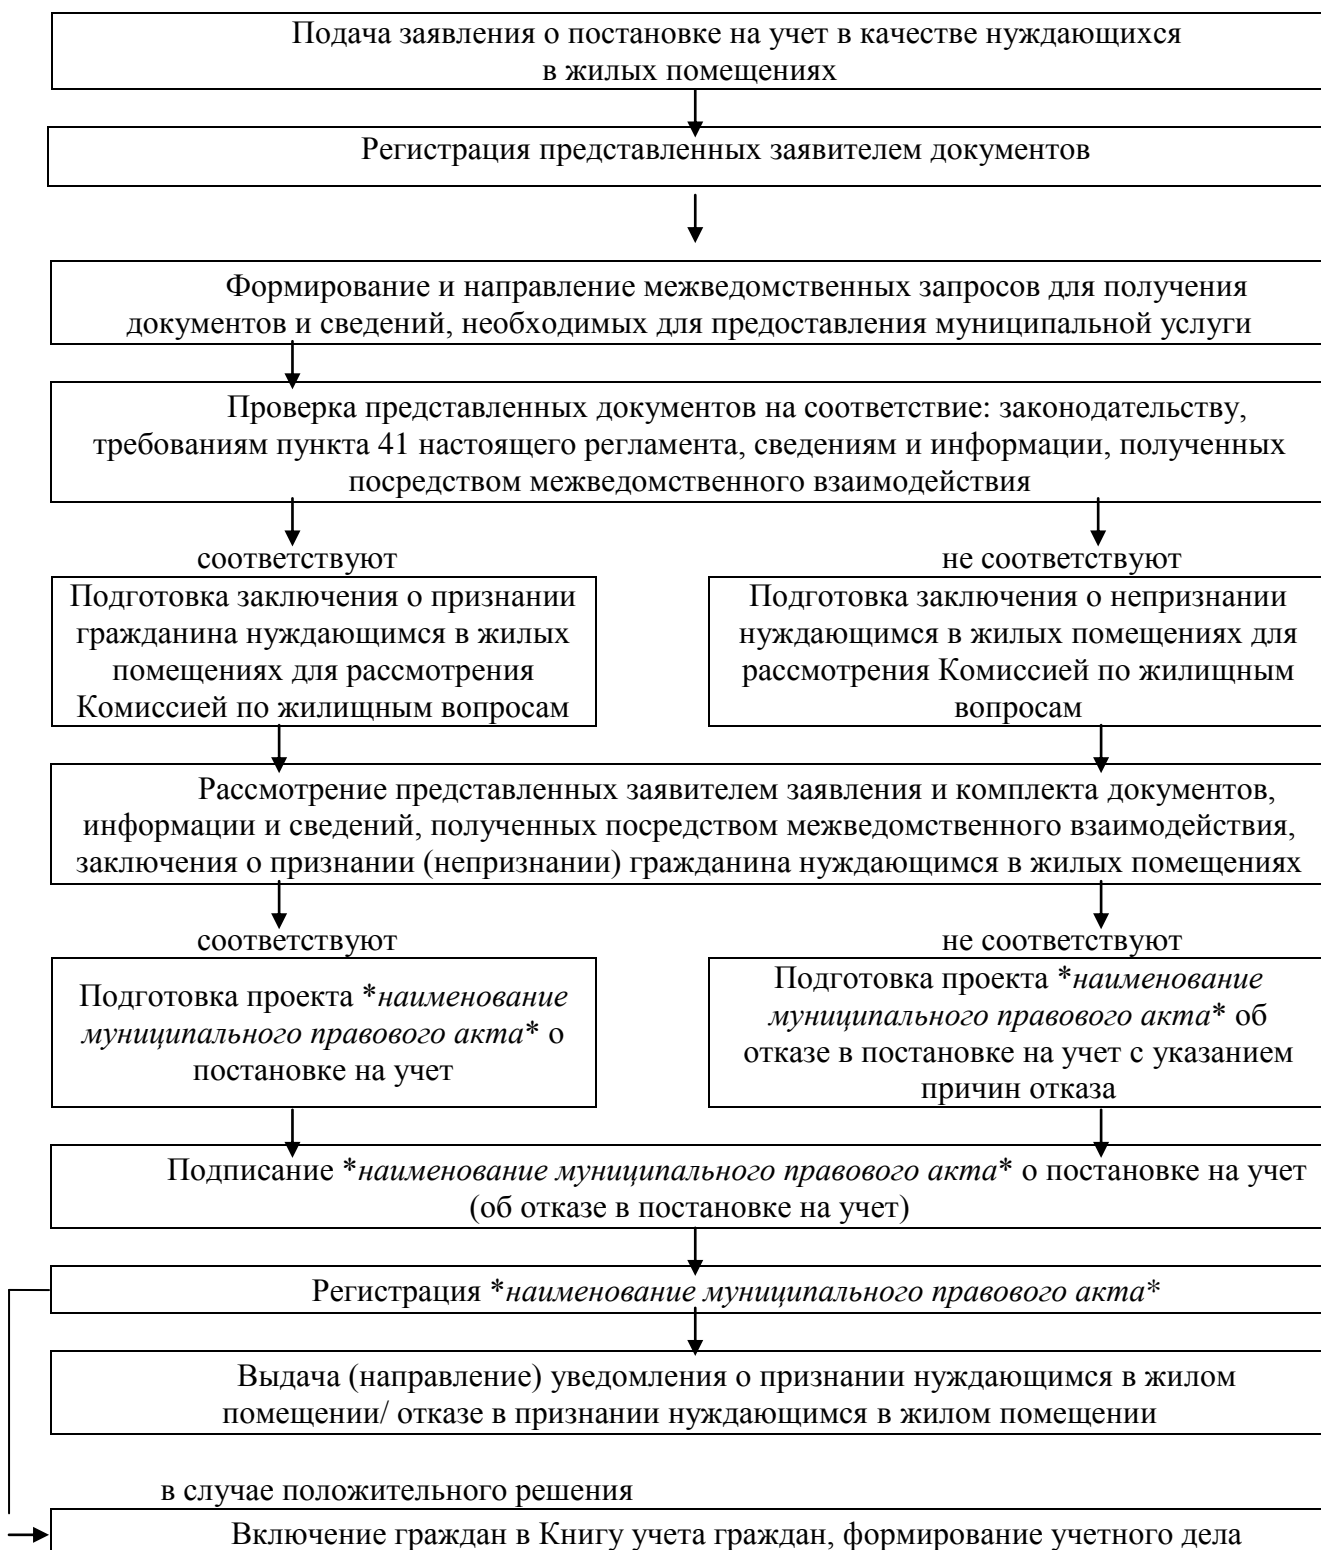 Подача заявления о постановке на учет в качестве нуждающихся
в жилых помещениях
Регистрация представленных заявителем документов
Формирование и направление межведомственных запросов для получения
документов и сведений, необходимых для предоставления муниципальной услуги
Проверка представленных документов на соответствие: законодательству,
требованиям пункта 41 настоящего регламента, сведениям и информации, полученных
посредством межведомственного взаимодействия
соответствуют
не соответствуют
Подготовка заключения о признании
гражданина нуждающимся в жилых
помещениях для рассмотрения
Комиссией по жилищным вопросам
Подготовка заключения о непризнании
нуждающимся в жилых помещениях для
рассмотрения Комиссией по жилищным
вопросам
Рассмотрение представленных заявителем заявления и комплекта документов,
информации и сведений, полученных посредством межведомственного взаимодействия,
заключения о признании (непризнании) гражданина нуждающимся в жилых помещениях
соответствуют
не соответствуют
Подготовка проекта *наименование
муниципального правового акта* о
постановке на учет
Подготовка проекта *наименование
муниципального правового акта* об
отказе в постановке на учет с указанием
причин отказа
Подписание *наименование муниципального правового акта* о постановке на учет
(об отказе в постановке на учет)
Регистрация *наименование муниципального правового акта*
Выдача (направление) уведомления о признании нуждающимся в жилом
помещении/ отказе в признании нуждающимся в жилом помещении
в случае положительного решения
Включение граждан в Книгу учета граждан, формирование учетного дела